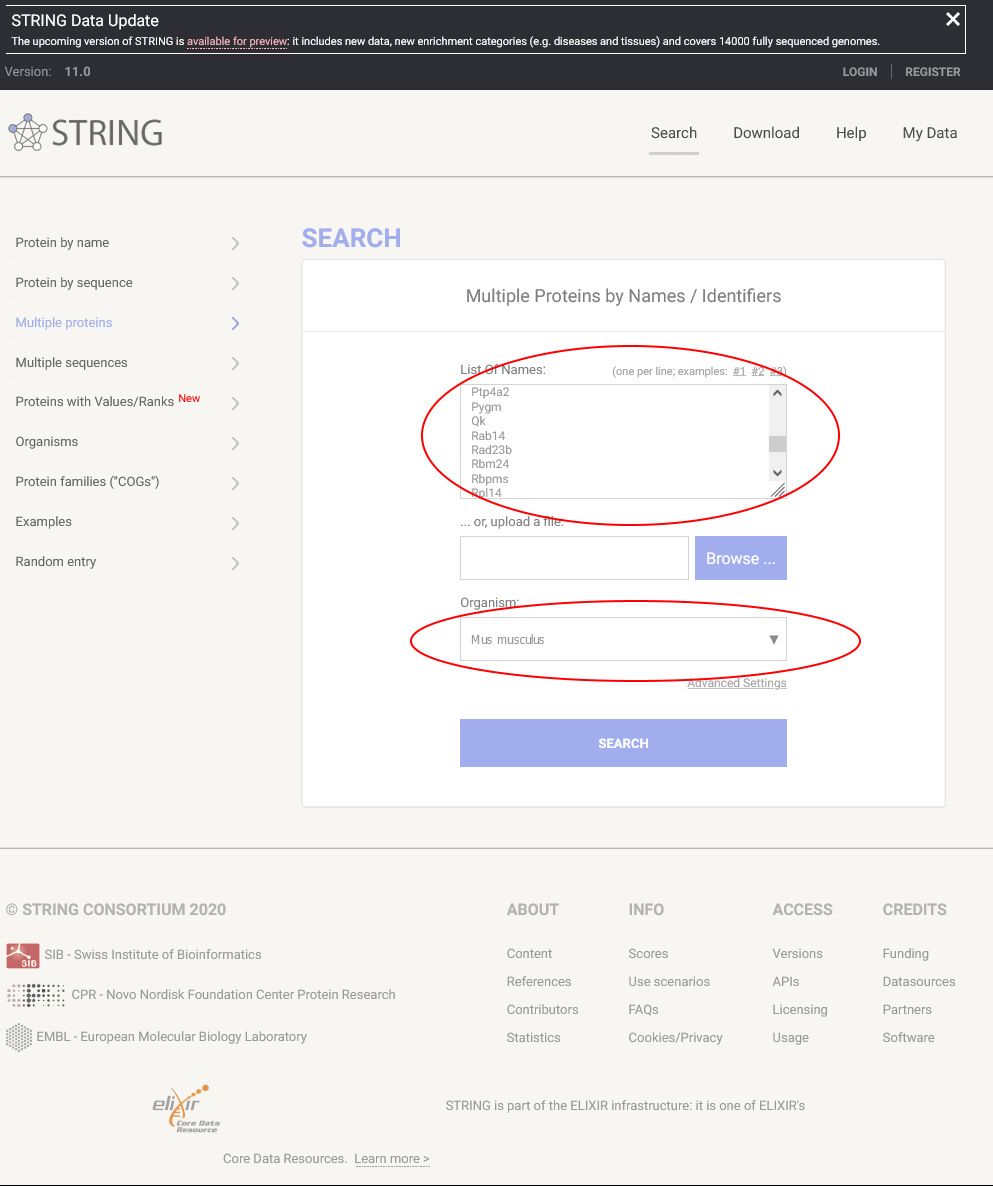 STRING Data Update
The upcoming version of STRING is available for preview: it includes new data, new enrichment categories (e.g. diseases and tissues) and covers 14000 fully sequenced genomes.
Version: 11.0
LOGIN | REGISTER
STRING
Search Download Help My Data
Protein by name
Protein by sequence
Multiple proteins
Multiple sequences
Proteins with Values/Ranks New
Organisms
Protein families ("COGs")
Examples
Random entry
SEARCH
Multiple Proteins by Names / Identifiers
List Of Names: (one per line; examples: #1 #2 #3)
Ptp4a2
Pygm
Qk
Rab14
Rad23b
Rbm24
Rbpms
Rpl14
... or, upload a file:
Browse ...
Organism:
Mus musculus
Advanced Settings
SEARCH
© STRING CONSORTIUM 2020
SIB
SIB - Swiss Institute of Bioinformatics
CPR - Novo Nordisk Foundation Center Protein Research
EMBL - European Molecular Biology Laboratory
ABOUT
Content
References
Contributors
Statistics
INFO
Scores
Use scenarios
FAQs
Cookies/Privacy
ACCESS
Versions
APIs
Licensing
Usage
CREDITS
Funding
Datasources
Partners
Software
elixir
Core Data
Resource
STRING is part of the ELIXIR infrastructure: it is one of ELIXIR's
Core Data Resources. Learn more >